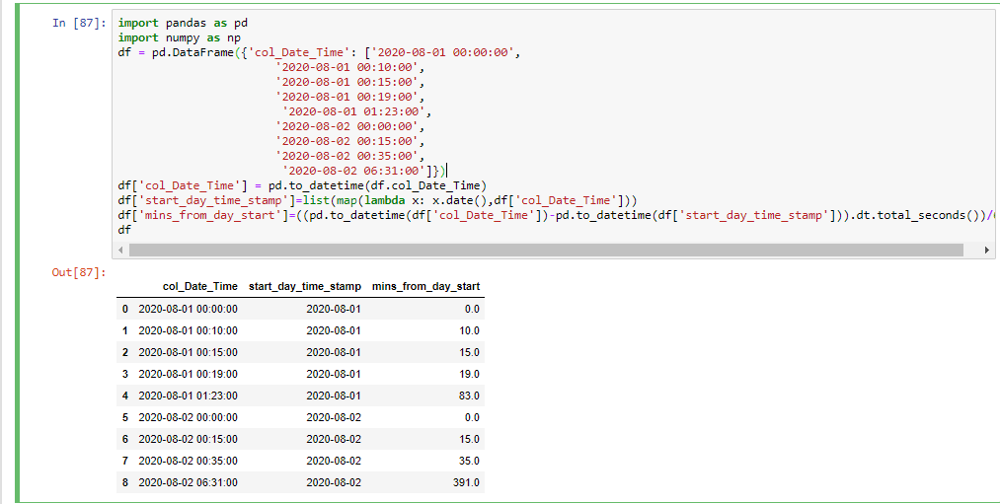 In [87]: import pandas as pd
import numpy as np
df = pd.DataFrame({'col_Date_Time': ['2020-08-01 00:00:00',
'2020-08-01 00:10:00',
'2020-08-01 00:15:00',
'2020-08-01 00:19:00',
'2020-08-01 01:23:00',
'2020-08-02 00:00:00',
'2020-08-02 00:15:00',
'2020-08-02 00:35:00',
'2020-08-02 06:31:00']})
df['col_Date_Time'] = pd.to_datetime(df.col_Date_Time)
df['start_day_time_stamp']=list(map(lambda x: x.date(),df['col_Date_Time']))
df['mins_from_day_start']=((pd.to_datetime(df['col_Date_Time'])-pd.to_datetime(df['start_day_time_stamp'])).dt.total_seconds())/
df
Out[87]:
col_Date_Time start_day_time_stamp mins_from_day_start
0 2020-08-01 00:00:00 2020-08-01 0.0
1 2020-08-01 00:10:00 2020-08-01 10.0
2 2020-08-01 00:15:00 2020-08-01 15.0
3 2020-08-01 00:19:00 2020-08-01 19.0
4 2020-08-01 01:23:00 2020-08-01 83.0
5 2020-08-02 00:00:00 2020-08-02 0.0
6 2020-08-02 00:15:00 2020-08-02 15.0
7 2020-08-02 00:35:00 2020-08-02 35.0
8 2020-08-02 06:31:00 2020-08-02 391.0